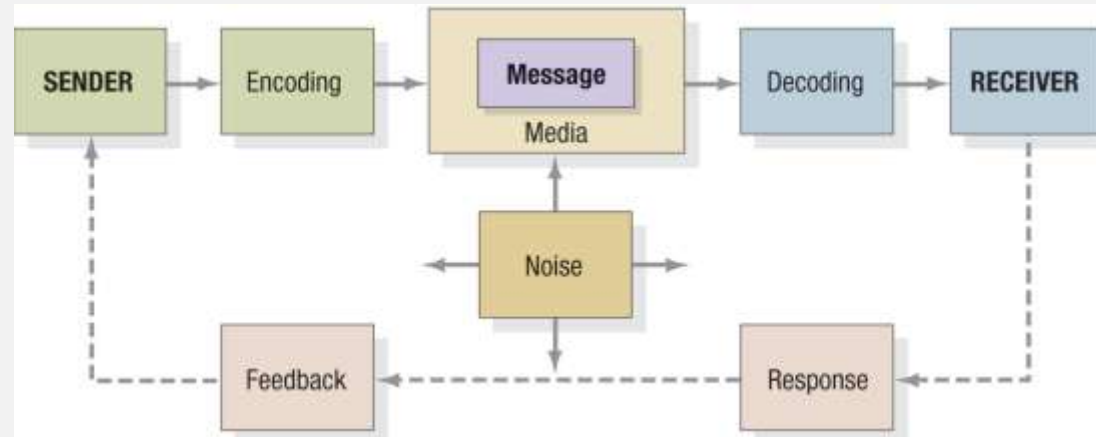 SENDER
Encoding
Message
Media
Decoding
RECEIVER
Noise
Feedback
Response